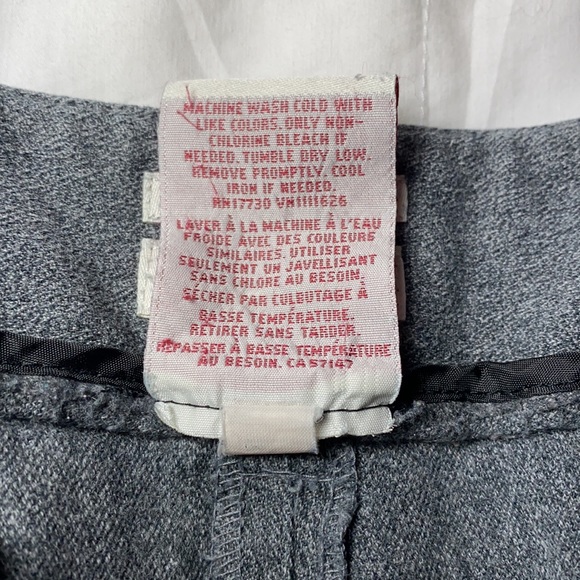 MACHINE WASH COLD WITH
LIKE COLORS. ONLY NON-
CHLORINE BLEACH IF
NEEDED. TUMBLE DRY LOW.
REMOVE PROMPTLY. COOL
IRON IF NEEDED.
RN17730 VN1111626
LAVER À LA MACHINE À L'EAU
FROIDE AVEC DES COULEURS
SIMILAIRES. UTILISER
SEULEMENT UN JAVELLISANT
SANS CHLORE AU BESOIN.
SÉCHER PAR CULBUTAGE À
BASSE TEMPÉRATURE.
RETIRER SANS TARDER.
REPASSER À BASSE TEMPÉRATURE
AU BESOIN. CA 57147